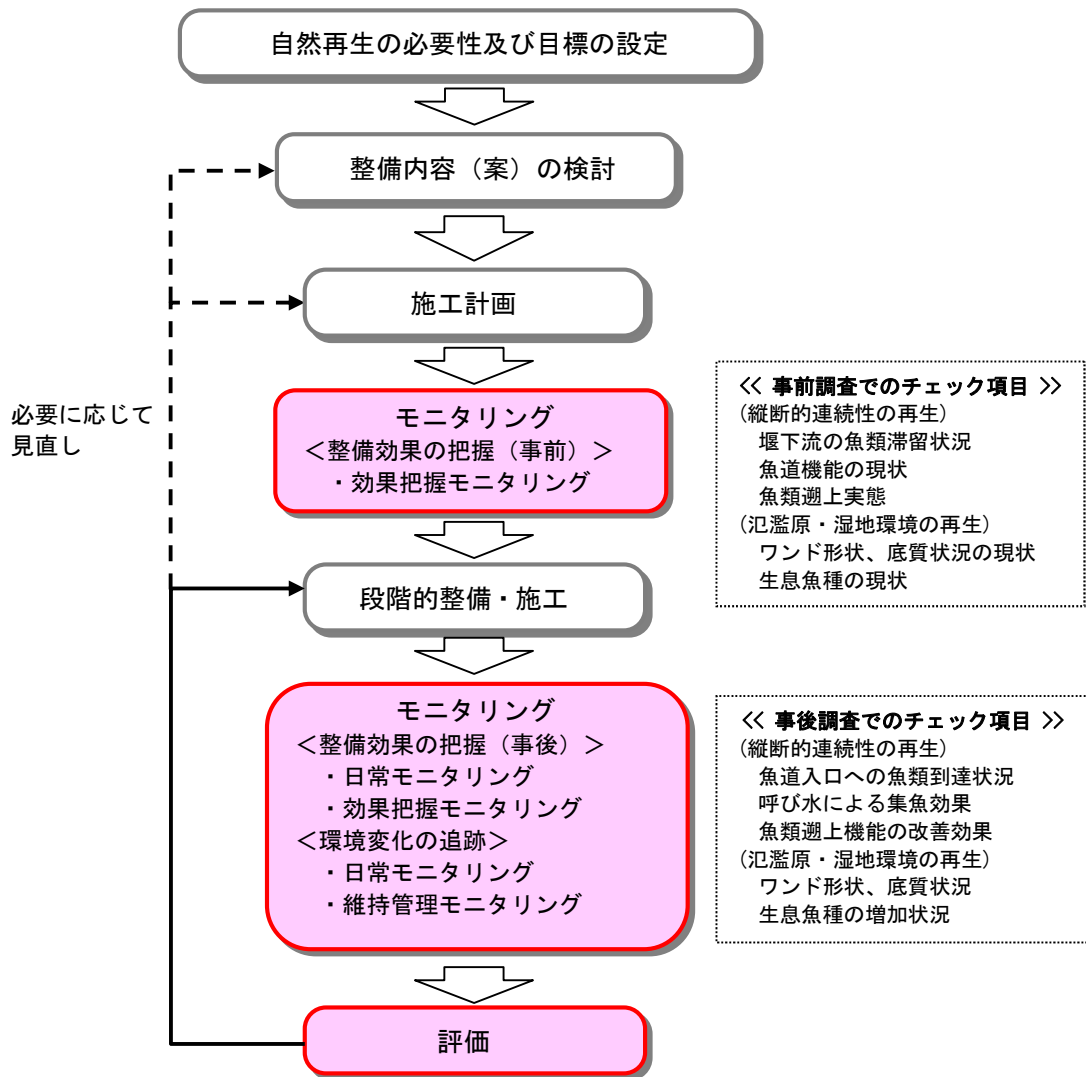 自然再生の必要性及び目標の設定
整備内容（案）の検討
施工計画
モニタリング
＜整備効果の把握（事前）＞
・効果把握モニタリング
≪ 事前調査でのチェック項目 ≫
(縦断的連続性の再生)
堰下流の魚類滞留状況
魚道機能の現状
魚類遡上実態
(氾濫原・湿地環境の再生)
ワンド形状、底質状況の現状
生息魚種の現状
必要に応じて
見直し
段階的整備・施工
モニタリング
＜整備効果の把握（事後）＞
・日常モニタリング
・効果把握モニタリング
＜環境変化の追跡＞
・日常モニタリング
・維持管理モニタリング
≪ 事後調査でのチェック項目 ≫
(縦断的連続性の再生)
魚道入口への魚類到達状況
呼び水による集魚効果
魚類遡上機能の改善効果
(氾濫原・湿地環境の再生)
ワンド形状、底質状況
生息魚種の増加状況
評価